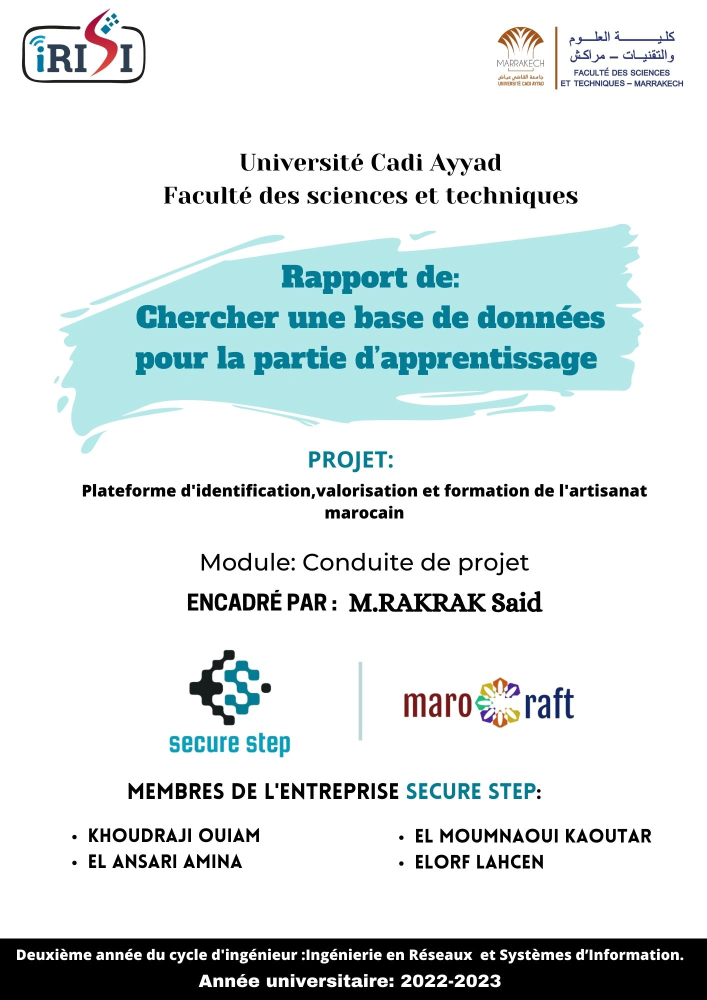 iRISI
MARRAKECH
جامعة القاضي عياض
UNIVERSITÉ CADI AYYAD
كليـــــة العلـــوم
والتقنيـات – مراكش
FACULTÉ DES SCIENCES
ET TECHNIQUES – MARRAKECH
Université Cadi Ayyad
Faculté des sciences et techniques
Rapport de:
Chercher une base de données
pour la partie d’apprentissage
PROJET:
Plateforme d'identification,valorisation et formation de l'artisanat
marocain
Module: Conduite de projet
ENCADRÉ PAR : M.RAKRAK Said
secure step
maro raft
MEMBRES DE L'ENTREPRISE SECURE STEP:
• KHOUDRAJI OUIAM
• EL ANSARI AMINA
• EL MOUMNAOUI KAOUTAR
• ELORF LAHCEN
Deuxième année du cycle d'ingénieur :Ingénierie en Réseaux et Systèmes d’Information.
Année universitaire: 2022-2023